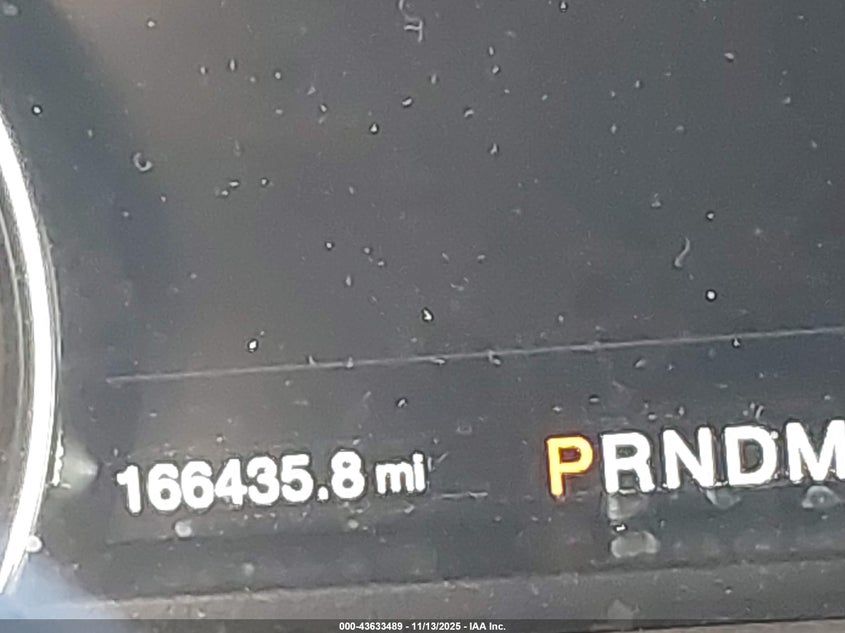 166435.8 mi PRNDM
000-43633489 - 11/13/2025 - IAA Inc.